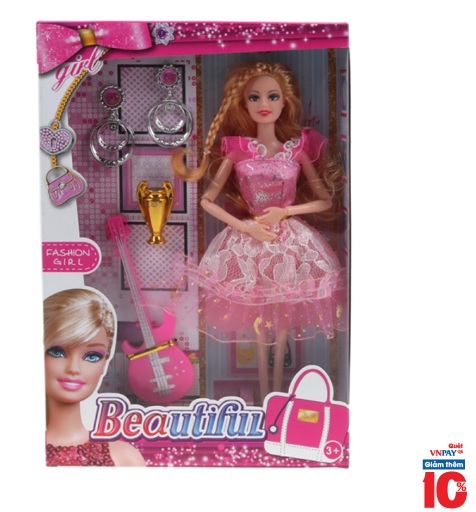 girl
FASHION
GIRL
Beautiful
3+
Quét
VNPAY QR
Giảm thêm
10%